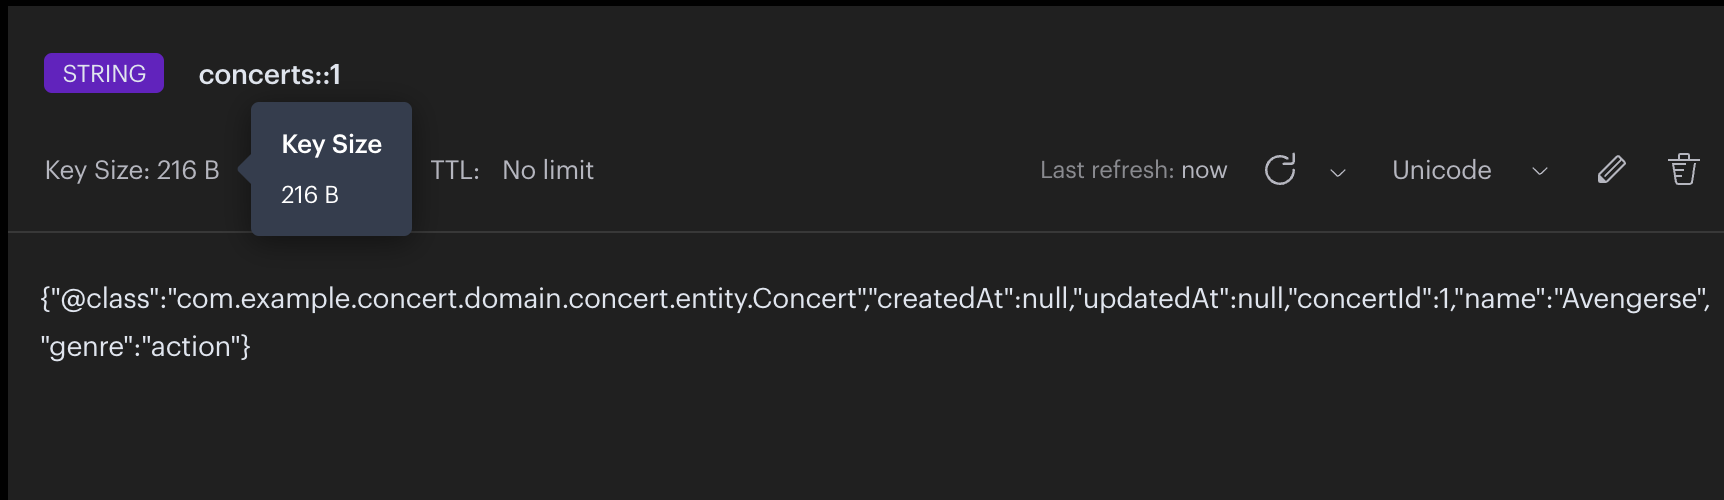 STRING concerts::1
Key Size
Key Size: 216 B TTL: No limit Last refresh: now Unicode
216 B
{"@class":"com.example.concert.domain.concert.entity.Concert","createdAt":null,"updatedAt":null,"concertId":1,"name":"Avengerse",
"genre":"action"}